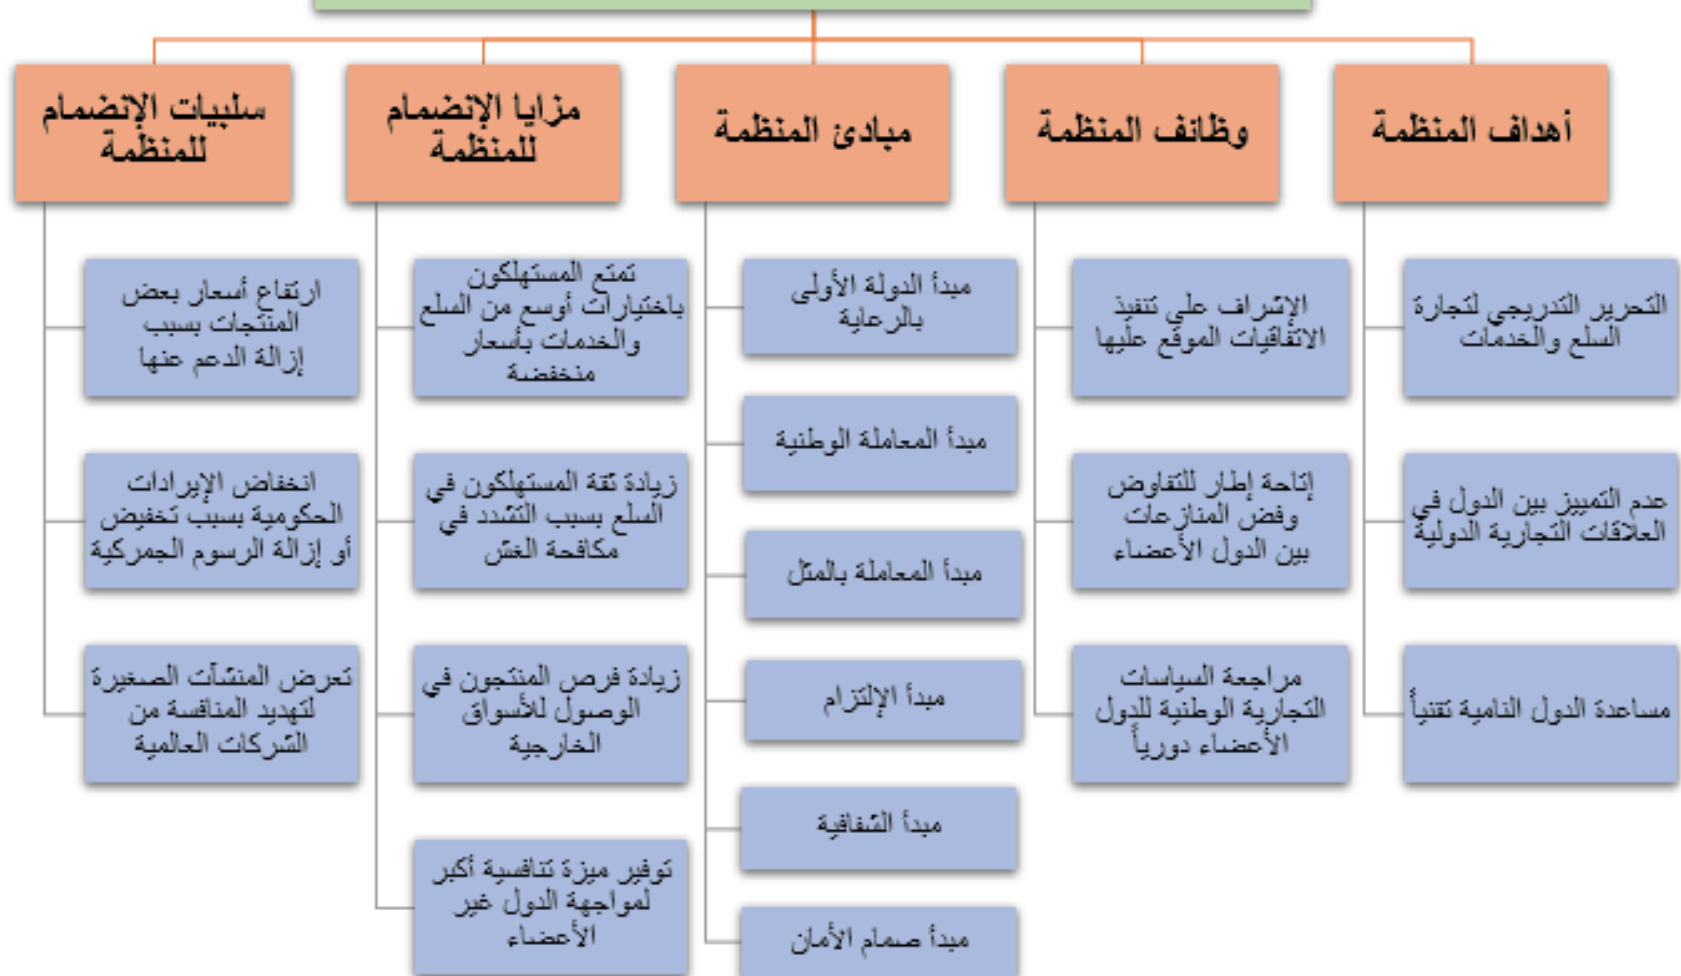 أهداف المنظمة
التحرير التدريجي لتجارة
السلع والخدمات
عدم التمييز بين الدول في
العلاقات التجارية الدولية
مساعدة الدول النامية تقنياً
وظائف المنظمة
الإشراف على تنفيذ
الاتفاقيات الموقع عليها
إتاحة إطار للتفاوض
وفض المنازعات
بين الدول الأعضاء
مراجعة السياسات
التجارية الوطنية للدول
الأعضاء دورياً
مبادئ المنظمة
مبدأ الدولة الأولى
بالرعاية
مبدأ المعاملة الوطنية
مبدأ المعاملة بالمثل
مبدأ الإلتزام
مبدأ الشفافية
مبدأ صمام الأمان
مزايا الإنضمام
للمنظمة
تمتع المستهلكون
باختيارات أوسع من السلع
والخدمات بأسعار
منخفضة
زيادة ثقة المستهلكون في
السلع بسبب التشدد في
مكافحة الغش
زيادة فرص المنتجون في
الوصول للأسواق
الخارجية
توفير ميزة تنافسية أكبر
لمواجهة الدول غير
الأعضاء
سلبيات الإنضمام
للمنظمة
ارتفاع أسعار بعض
المنتجات بسبب
إزالة الدعم عنها
انخفاض الإيرادات
الحكومية بسبب تخفيض
أو إزالة الرسوم الجمركية
تعرض المنشآت الصغيرة
لتهديد المنافسة من
الشركات العالمية